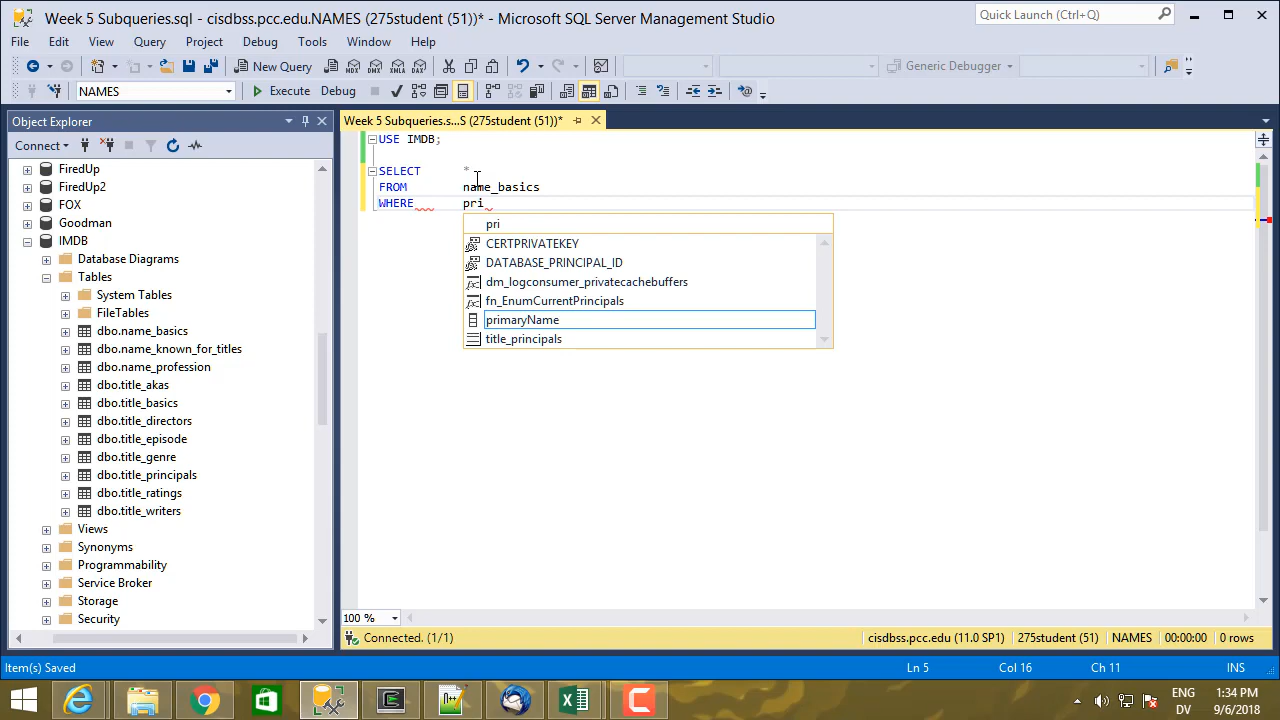 Week 5 Subqueries.sql - cisdbss.pcc.edu.NAMES (275student (51))* - Microsoft SQL Server Management Studio
Quick Launch (Ctrl+Q)
File Edit View Query Project Debug Tools Window Help
New Query
Generic Debugger
NAMES
Execute Debug
Object Explorer
Week 5 Subqueries.s...S (275student (51))*
Connect
FiredUp
FiredUp2
FOX
Goodman
IMDB
Database Diagrams
Tables
System Tables
FileTables
dbo.name_basics
dbo.name_known_for_titles
dbo.name_profession
dbo.title_akas
dbo.title_basics
dbo.title_directors
dbo.title_episode
dbo.title_genre
dbo.title_principals
dbo.title_ratings
dbo.title_writers
Views
Synonyms
Programmability
Service Broker
Storage
Security
USE IMDB;
SELECT *
FROM name_basics
WHERE pri
pri
CERTPRIVATEKEY
DATABASE_PRINCIPAL_ID
dm_logconsumer_privatecachebuffers
fn_EnumCurrentPrincipals
primaryName
title_principals
100 %
Connected. (1/1)
cisdbss.pcc.edu (11.0 SP1) 275student (51) NAMES 00:00:00 0 rows
Item(s) Saved
Ln 5 Col 16 Ch 11 INS
ENG
DV
1:34 PM
9/6/2018